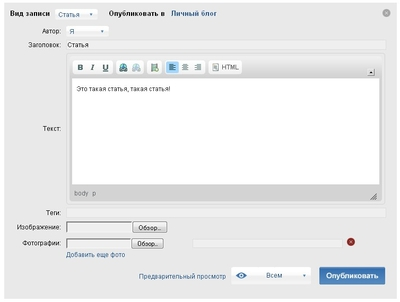 Вид записи Статья Опубликовать в Личный блог
Автор: Я
Заголовок: Статья
B I U HTML
Это такая статья, такая статья!
Текст:
body p
Теги:
Изображение: Обзор..
Фотографии: Обзор..
Добавить еще фото
Предварительный просмотр Всем Опубликовать